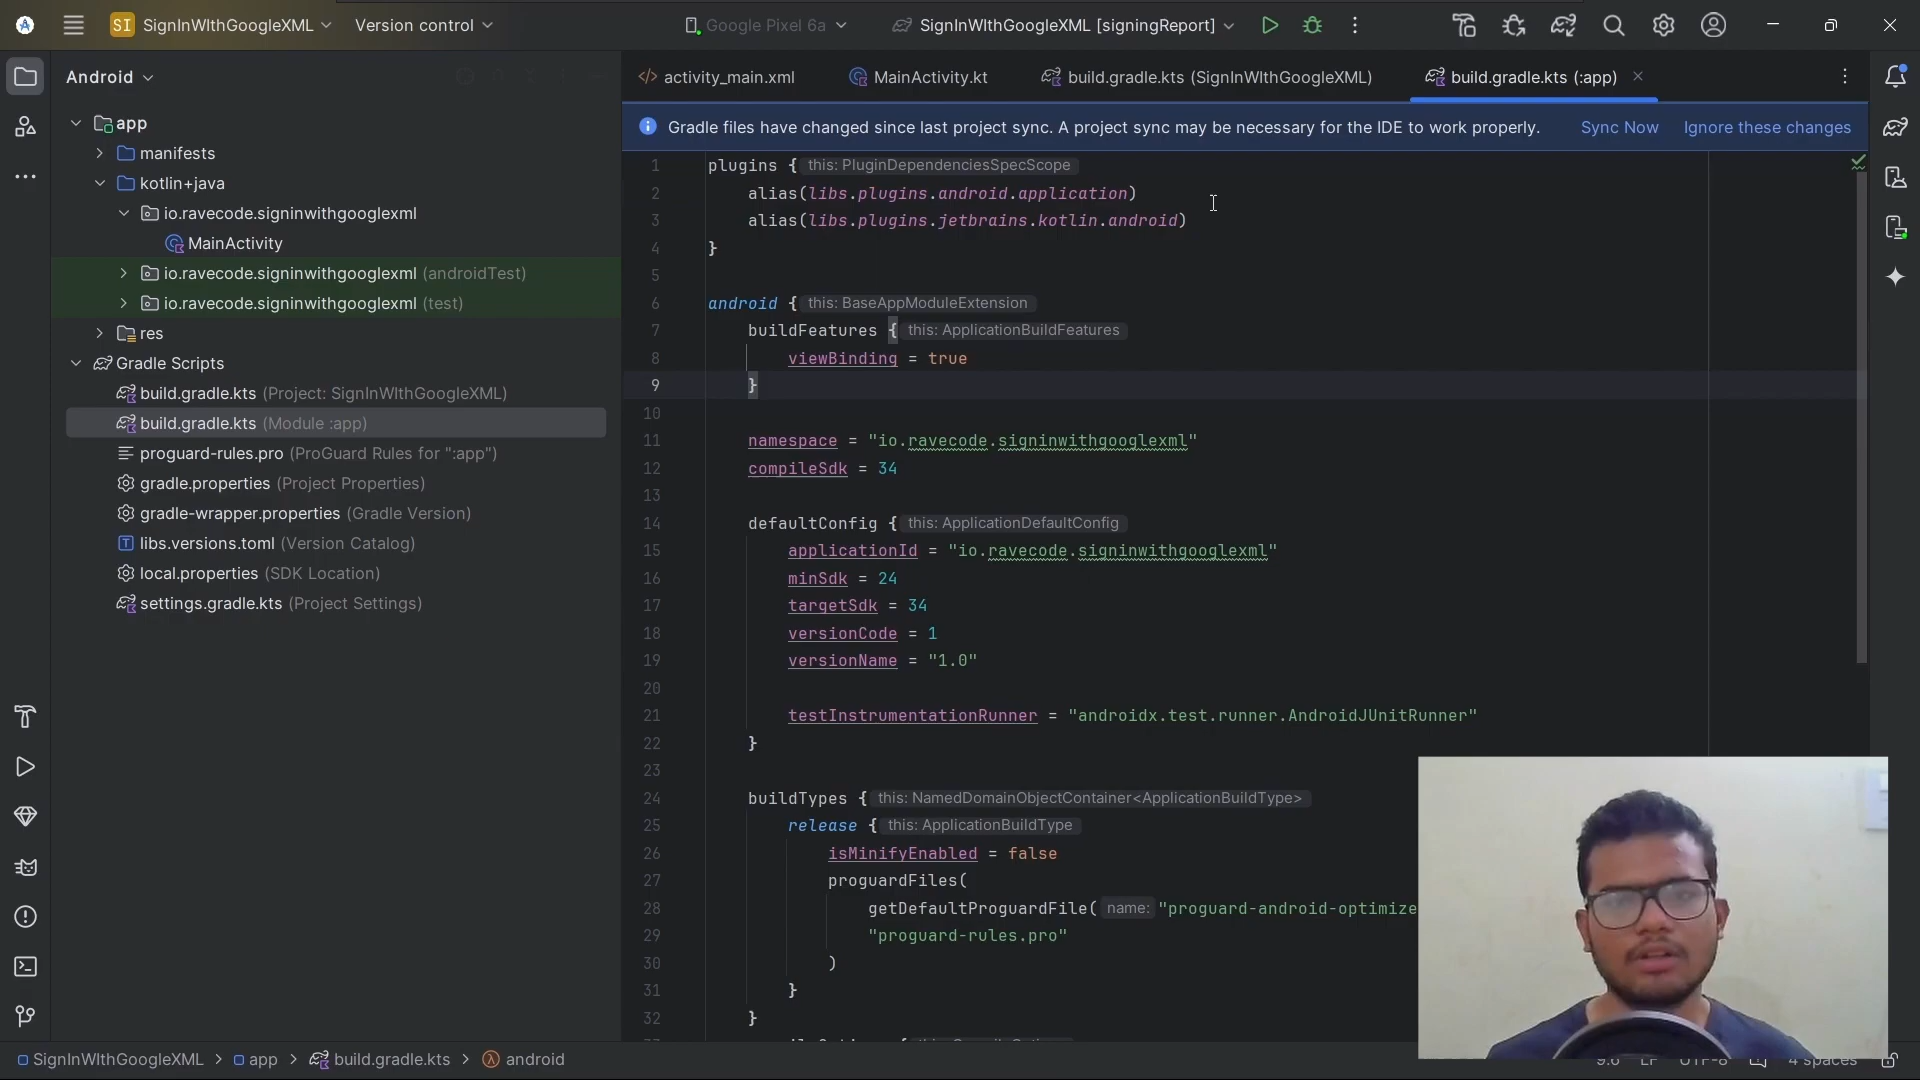 SI SignInWIthGoogleXML Version control Google Pixel 6a SignInWIthGoogleXML [signingReport]
Android
app
manifests
kotlin+java
io.ravecode.signinwithgooglexml
MainActivity
io.ravecode.signinwithgooglexml (androidTest)
io.ravecode.signinwithgooglexml (test)
res
Gradle Scripts
build.gradle.kts (Project: SignInWIthGoogleXML)
build.gradle.kts (Module :app)
proguard-rules.pro (ProGuard Rules for ":app")
gradle.properties (Project Properties)
gradle-wrapper.properties (Gradle Version)
libs.versions.toml (Version Catalog)
local.properties (SDK Location)
settings.gradle.kts (Project Settings)
activity_main.xml MainActivity.kt build.gradle.kts (SignInWIthGoogleXML) build.gradle.kts (:app)
Gradle files have changed since last project sync. A project sync may be necessary for the IDE to work properly. Sync Now Ignore these changes
1 plugins { this: PluginDependenciesSpecScope
2 alias(libs.plugins.android.application)
3 alias(libs.plugins.jetbrains.kotlin.android)
4 }
5
6 android { this: BaseAppModuleExtension
7 buildFeatures { this: ApplicationBuildFeatures
8 viewBinding = true
9 }
10
11 namespace = "io.ravecode.signinwithgooglexml"
12 compileSdk = 34
13
14 defaultConfig { this: ApplicationDefaultConfig
15 applicationId = "io.ravecode.signinwithgooglexml"
16 minSdk = 24
17 targetSdk = 34
18 versionCode = 1
19 versionName = "1.0"
20
21 testInstrumentationRunner = "androidx.test.runner.AndroidJUnitRunner"
22 }
23
24 buildTypes { this: NamedDomainObjectContainer<ApplicationBuildType>
25 release { this: ApplicationBuildType
26 isMinifyEnabled = false
27 proguardFiles(
28 getDefaultProguardFile( name: "proguard-android-optimize
29 "proguard-rules.pro"
30 )
31 }
32 }
SignInWIthGoogleXML > app > build.gradle.kts > android
9:6 LF UTF-8 4 spaces